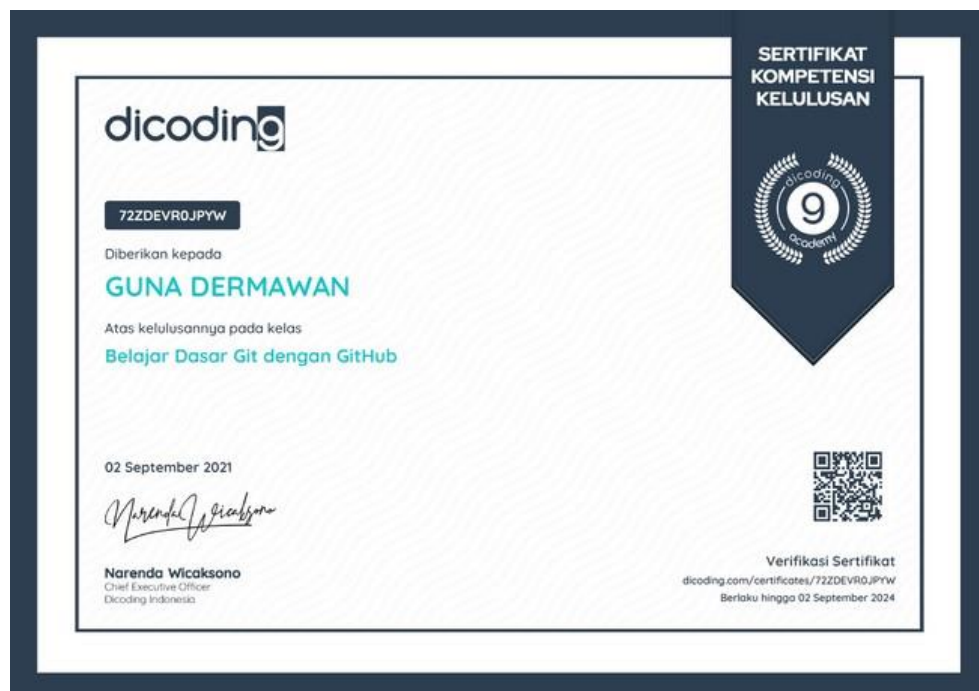 SERTIFIKAT
KOMPETENSI
KELULUSAN
dicoding
dicoding
9
academy
72ZDEVR0JPYW
Diberikan kepada
GUNA DERMAWAN
Atas kelulusannya pada kelas
Belajar Dasar Git dengan GitHub
02 September 2021
Narenda Wicaksono
Narenda Wicaksono
Chief Executive Officer
Dicoding Indonesia
Verifikasi Sertifikat
dicoding.com/certificates/72ZDEVR0JPYW
Berlaku hingga 02 September 2024